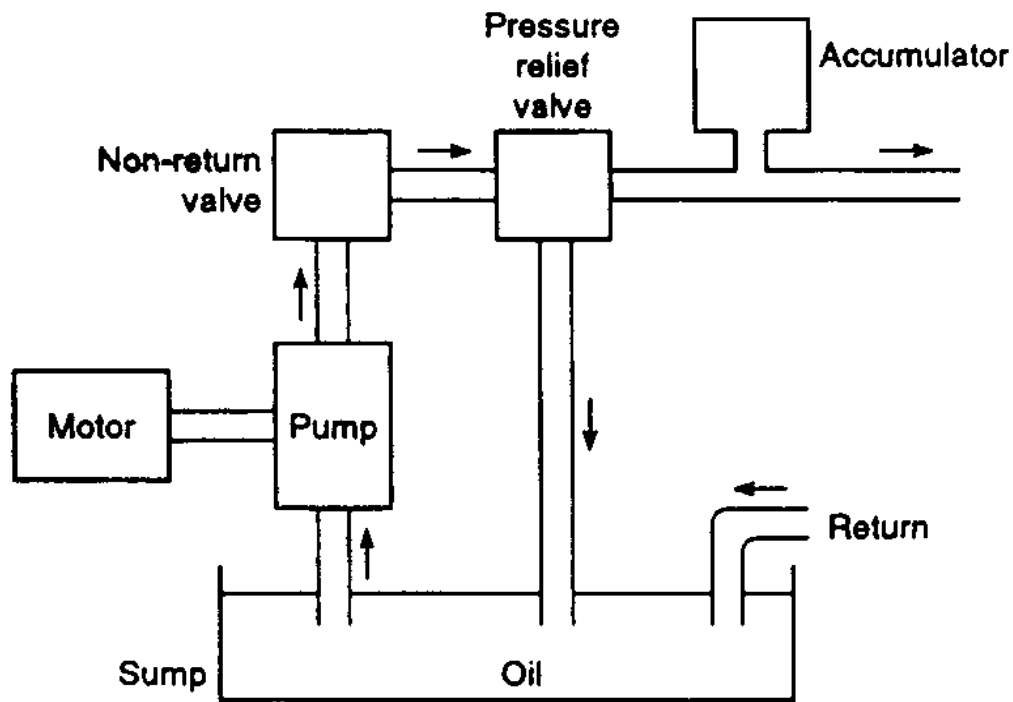 Pressure
relief
valve
Accumulator
Non-return
valve
Motor
Pump
Return
Sump
Oil